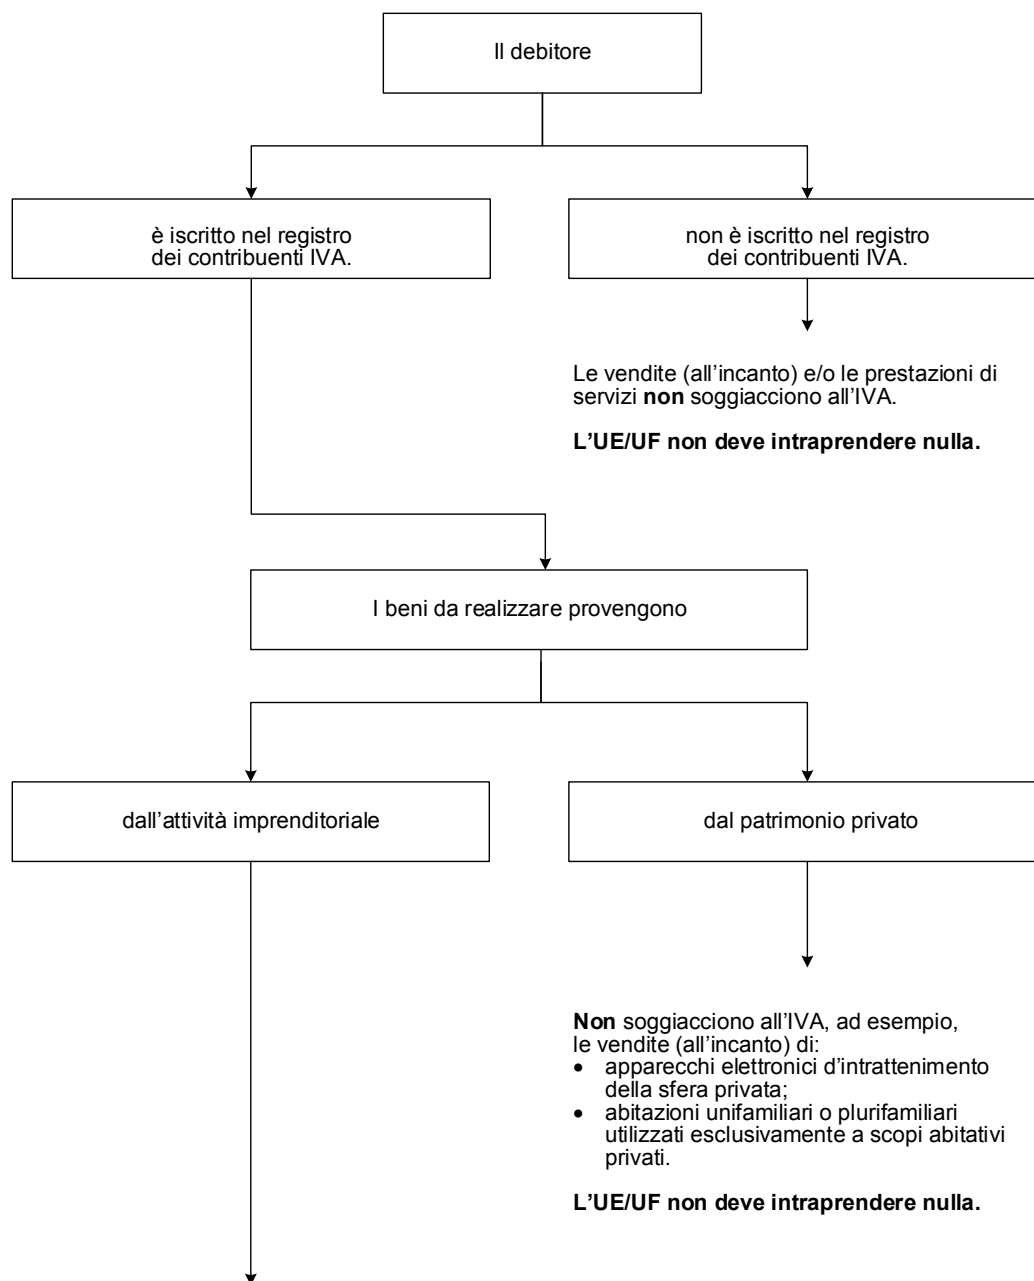 Il debitore
è iscritto nel registro
dei contribuenti IVA.
non è iscritto nel registro
dei contribuenti IVA.
Le vendite (all’incanto) e/o le prestazioni di
servizi non soggiacciono all’IVA.
L’UE/UF non deve intraprendere nulla.
I beni da realizzare provengono
dall’attività imprenditoriale
dal patrimonio privato
Non soggiacciono all’IVA, ad esempio,
le vendite (all’incanto) di:
• apparecchi elettronici d’intrattenimento
della sfera privata;
• abitazioni unifamiliari o plurifamiliari
utilizzati esclusivamente a scopi abitativi
privati.
L’UE/UF non deve intraprendere nulla.